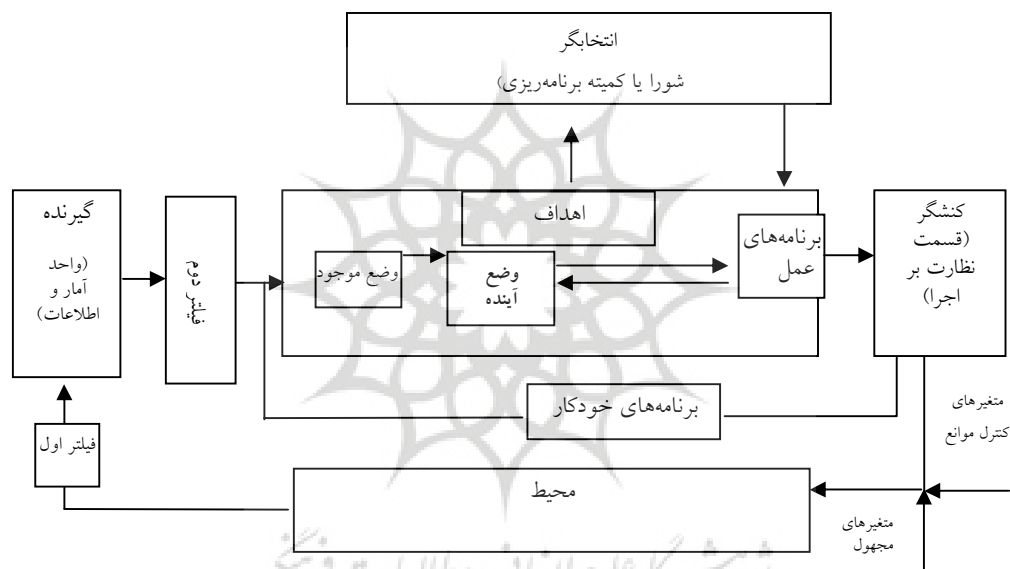 انتخابگر
شورا یا کمیته برنامه‌ریزی)
گیرنده
(واحد
آمار و
اطلاعات)
فیلتر دوم
اهداف
وضع موجود
وضع
آینده
برنامه‌های
عمل
کنشگر
(قسمت
نظارت بر
اجرا)
برنامه‌های خودکار
متغیرهای
کنترل موانع
فیلتر اول
محیط
متغیرهای
مجهول